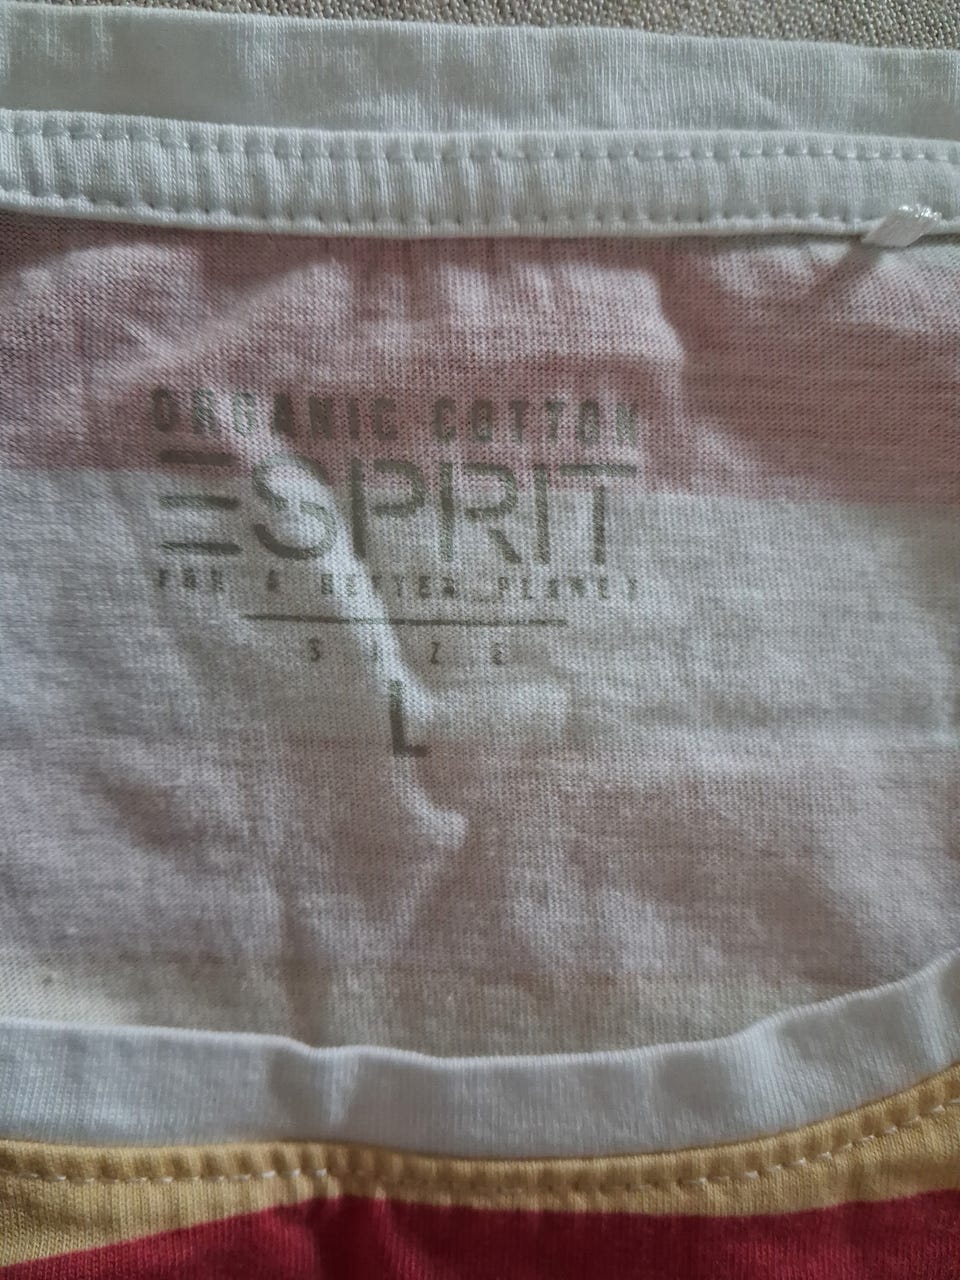 ORGANIC COTTON
ESPRIT
FOR A BETTER PLANET
SIZE
L